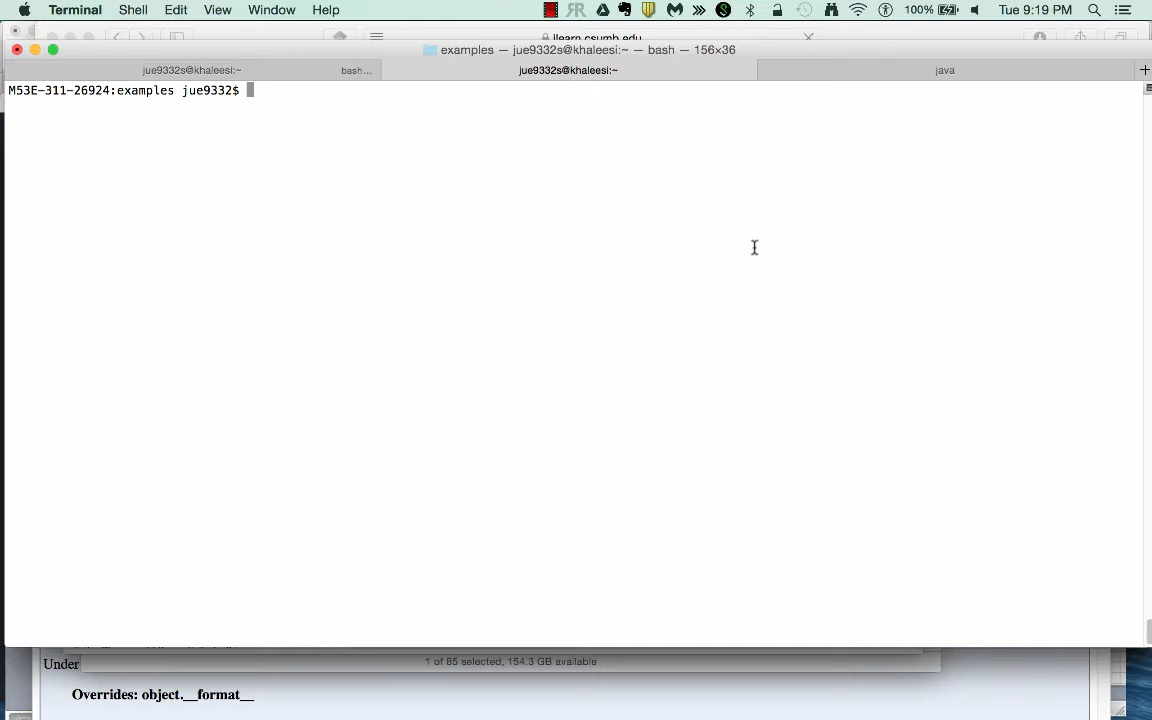 Terminal Shell Edit View Window Help 100% Tue 9:19 PM
ilearn.csumb.edu
examples — jue9332s@khaleesi:~ — bash — 156×36
jue9332s@khaleesi:~ bash... jue9332s@khaleesi:~ java
M53E-311-26924:examples jue9332$
1 of 85 selected, 154.3 GB available
Under
Overrides: object.__format__